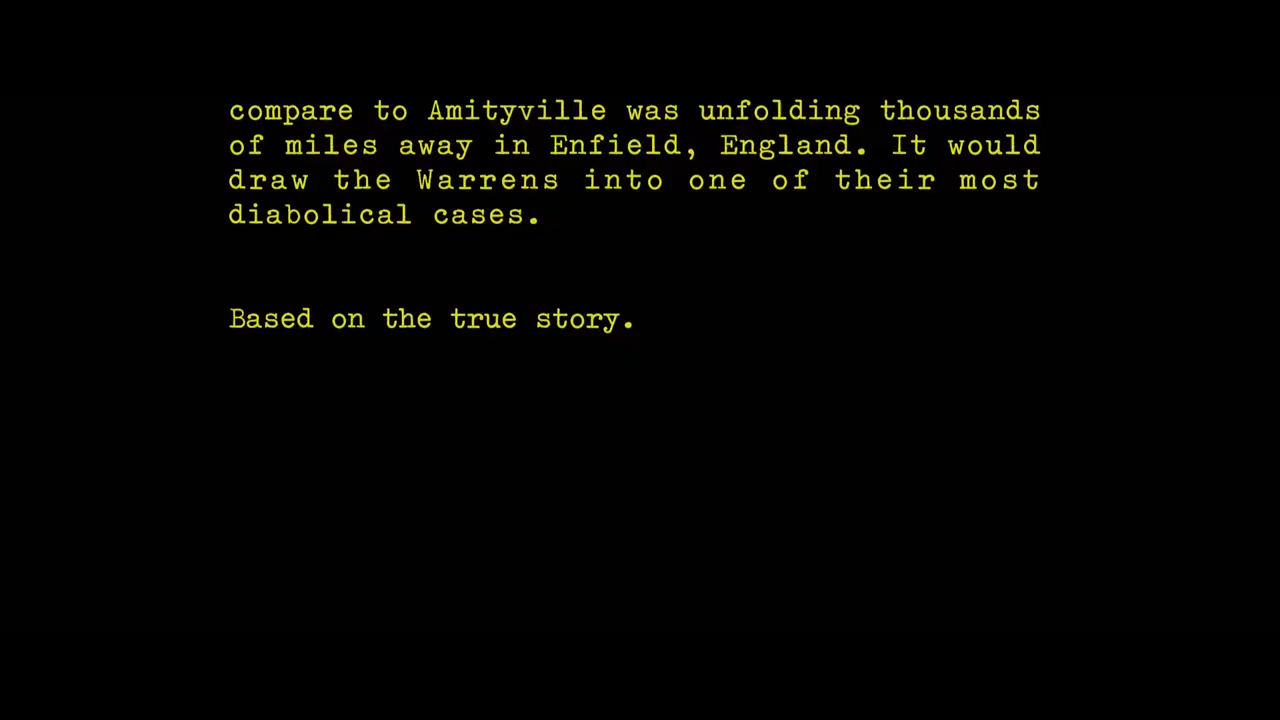 compare to Amityville was unfolding thousands
of miles away in Enfield, England. It would
draw the Warrens into one of their most
diabolical cases.
Based on the true story.